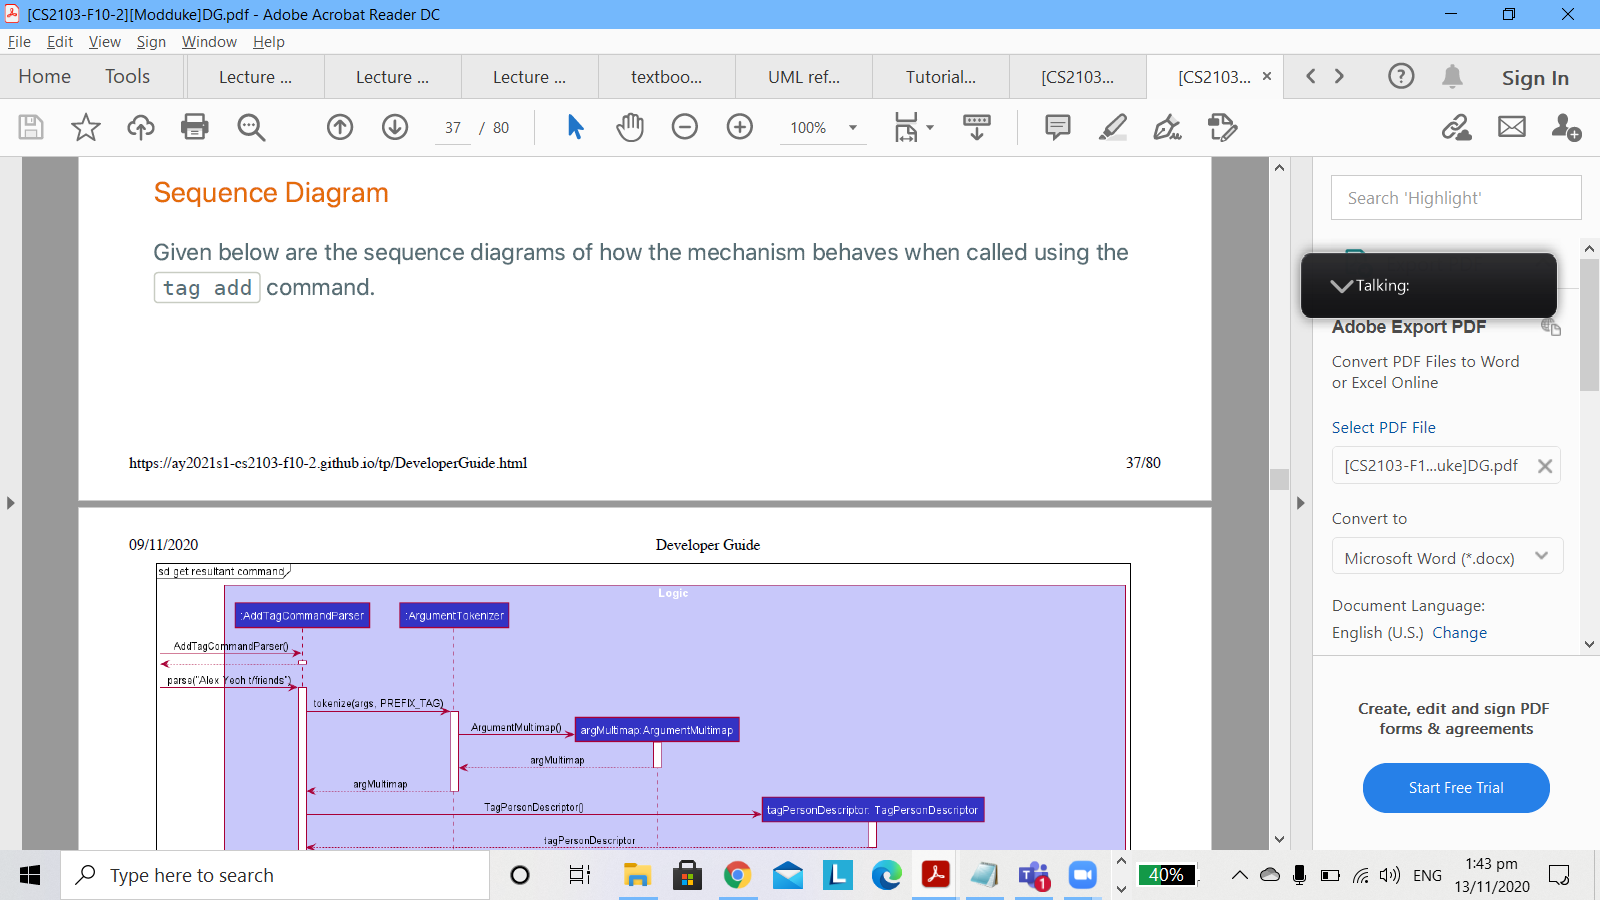 [CS2103-F10-2][Modduke]DG.pdf - Adobe Acrobat Reader DC
File Edit View Sign Window Help
Home Tools Lecture ... Lecture ... Lecture ... textboo... UML ref... Tutorial... [CS2103... [CS2103... × Sign In
37 / 80 100%
Sequence Diagram
Given below are the sequence diagrams of how the mechanism behaves when called using the
tag add command.
https://ay2021s1-cs2103-f10-2.github.io/tp/DeveloperGuide.html 37/80
09/11/2020 Developer Guide
sd get resultant command
Logic
:AddTagCommandParser :ArgumentTokenizer
AddTagCommandParser()
parse("Alex Yeoh t/friends")
tokenize(args, PREFIX_TAG)
ArgumentMultimap() argMultimap:ArgumentMultimap
argMultimap
argMultimap
TagPersonDescriptor() tagPersonDescriptor: TagPersonDescriptor
tagPersonDescriptor
Search 'Highlight'
Talking:
Adobe Export PDF
Convert PDF Files to Word
or Excel Online
Select PDF File
[CS2103-F1...uke]DG.pdf
Convert to
Microsoft Word (*.docx)
Document Language:
English (U.S.) Change
Create, edit and sign PDF
forms & agreements
Start Free Trial
Type here to search
L
1
40%
ENG
1:43 pm
13/11/2020